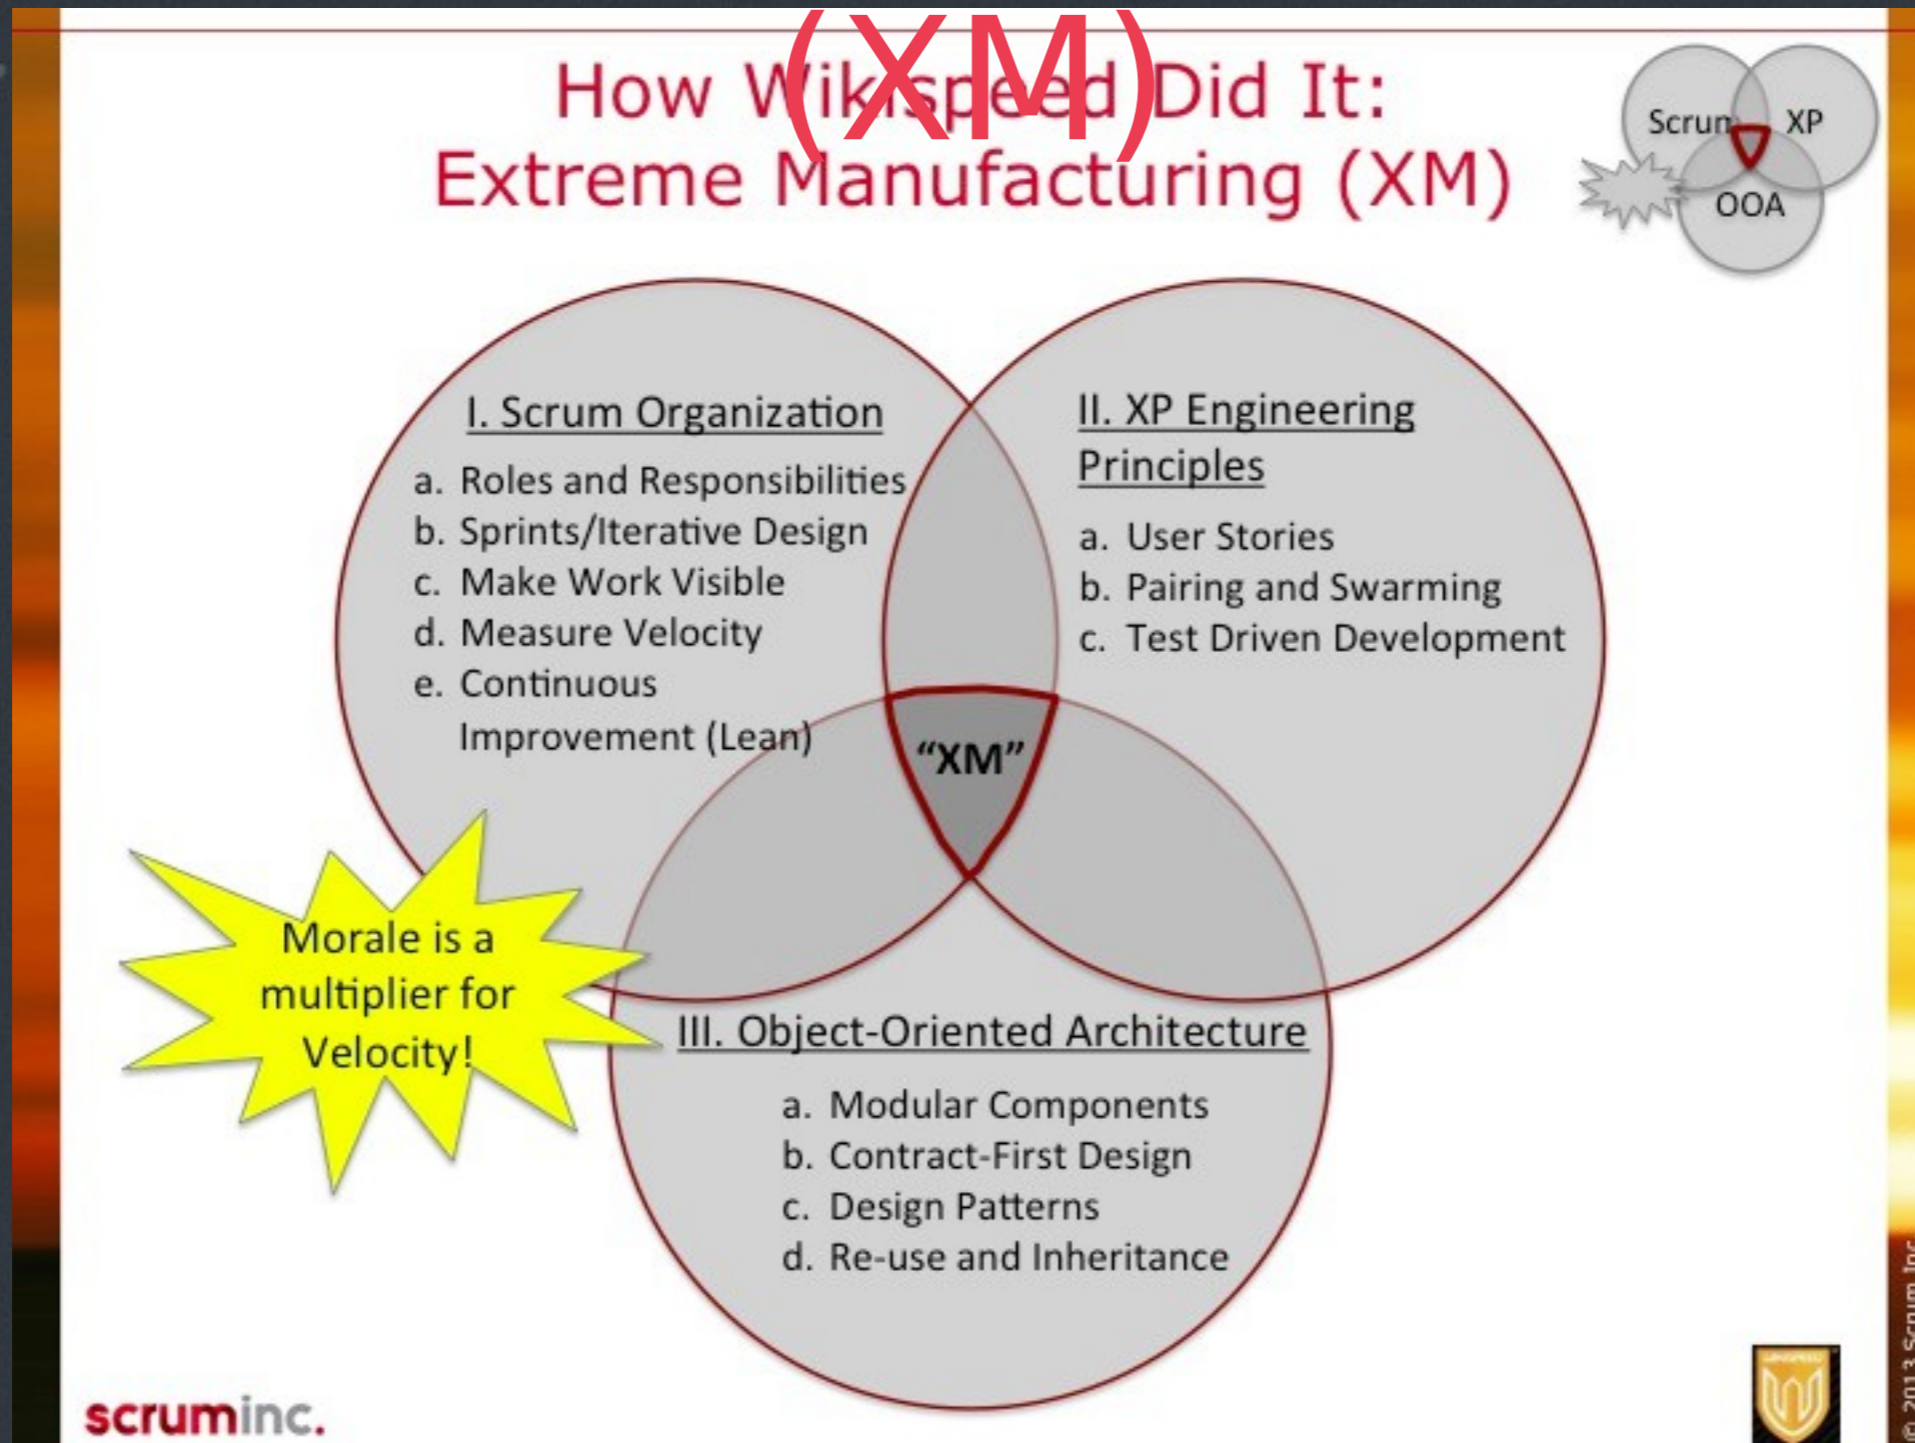 (XM)
How Wikispeed Did It:
Extreme Manufacturing (XM)
Scrum
XP
OOA
I. Scrum Organization
a. Roles and Responsibilities
b. Sprints/Iterative Design
c. Make Work Visible
d. Measure Velocity
e. Continuous
Improvement (Lean)
II. XP Engineering
Principles
a. User Stories
b. Pairing and Swarming
c. Test Driven Development
“XM”
Morale is a
multiplier for
Velocity!
III. Object-Oriented Architecture
a. Modular Components
b. Contract-First Design
c. Design Patterns
d. Re-use and Inheritance
scruminc.
© 2013 Scrum Inc